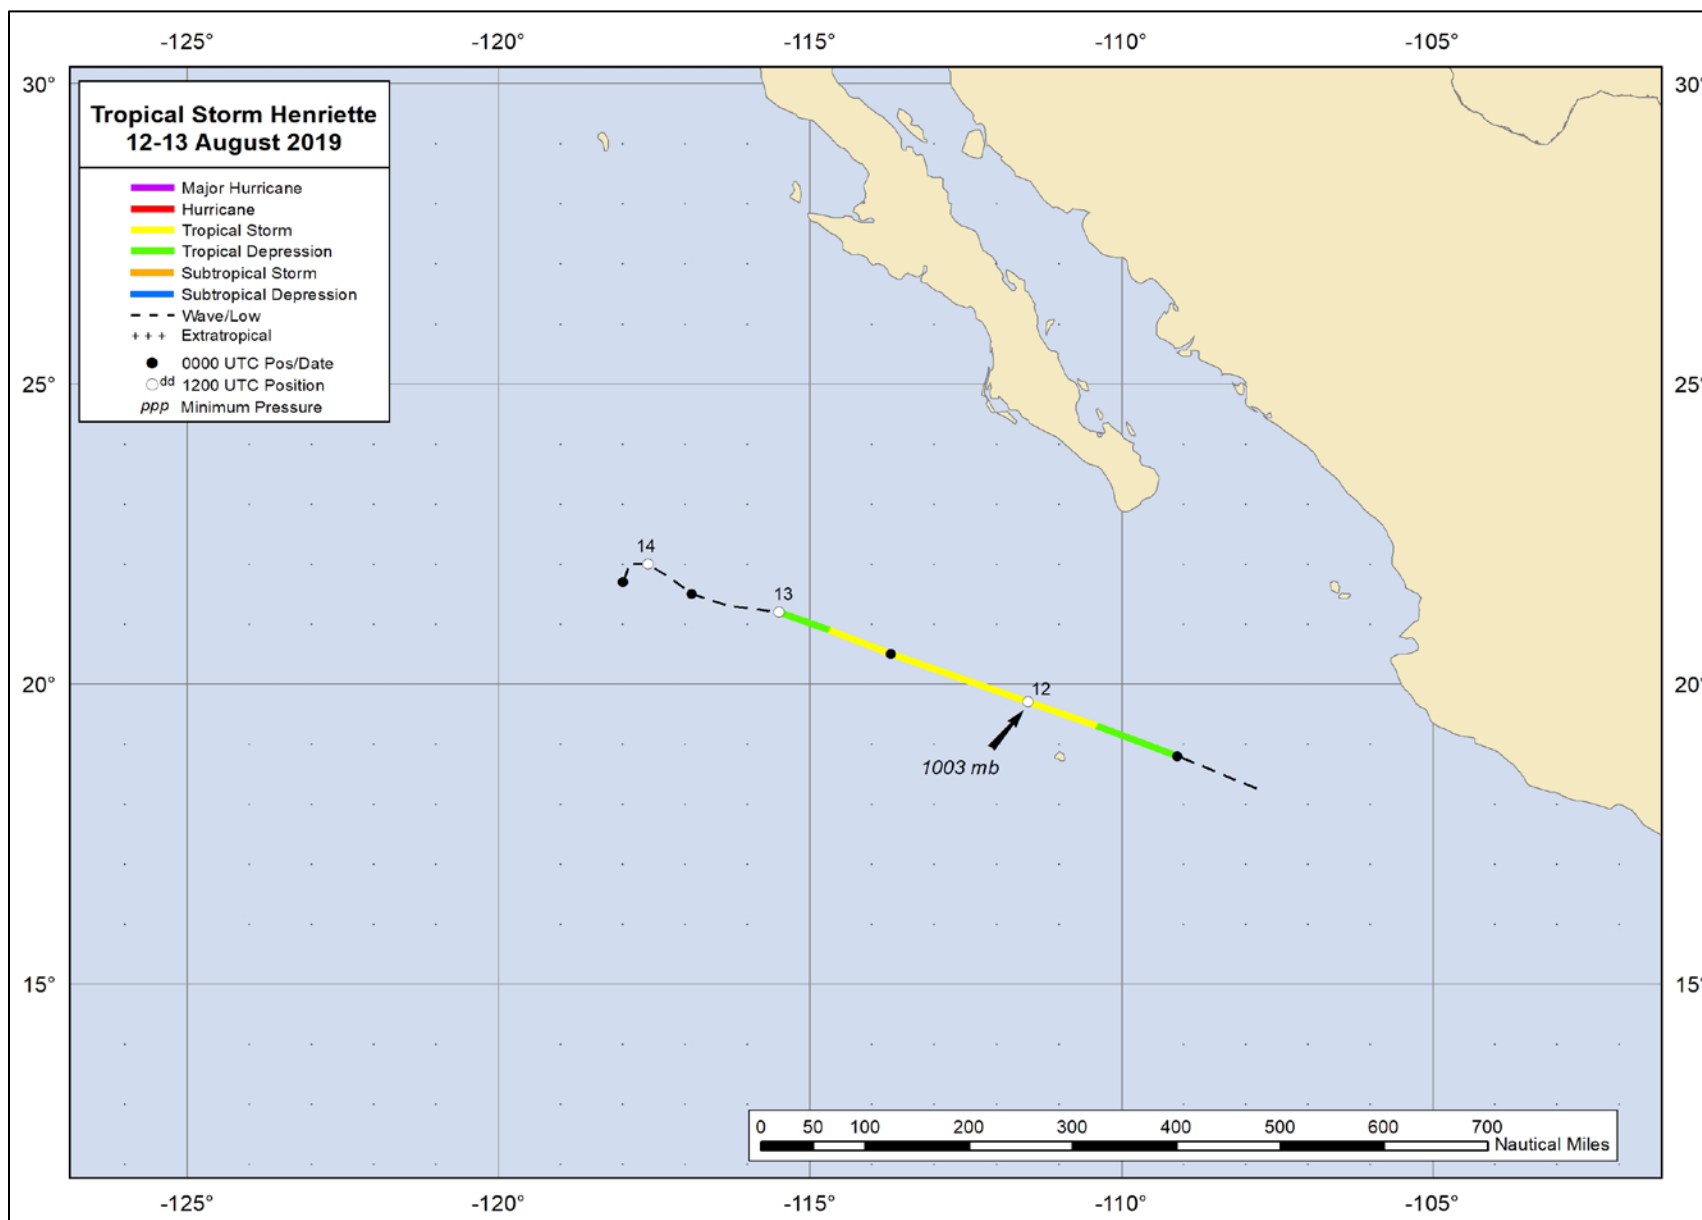 -125° -120° -115° -110° -105°
30° 30°
Tropical Storm Henriette
12-13 August 2019
Major Hurricane
Hurricane
Tropical Storm
Tropical Depression
Subtropical Storm
Subtropical Depression
Wave/Low
+++ Extratropical
0000 UTC Pos/Date
dd 1200 UTC Position
ppp Minimum Pressure
25° 25°
14
13
20° 12 20°
1003 mb
15° 15°
0 50 100 200 300 400 500 600 700
Nautical Miles
-125° -120° -115° -110° -105°